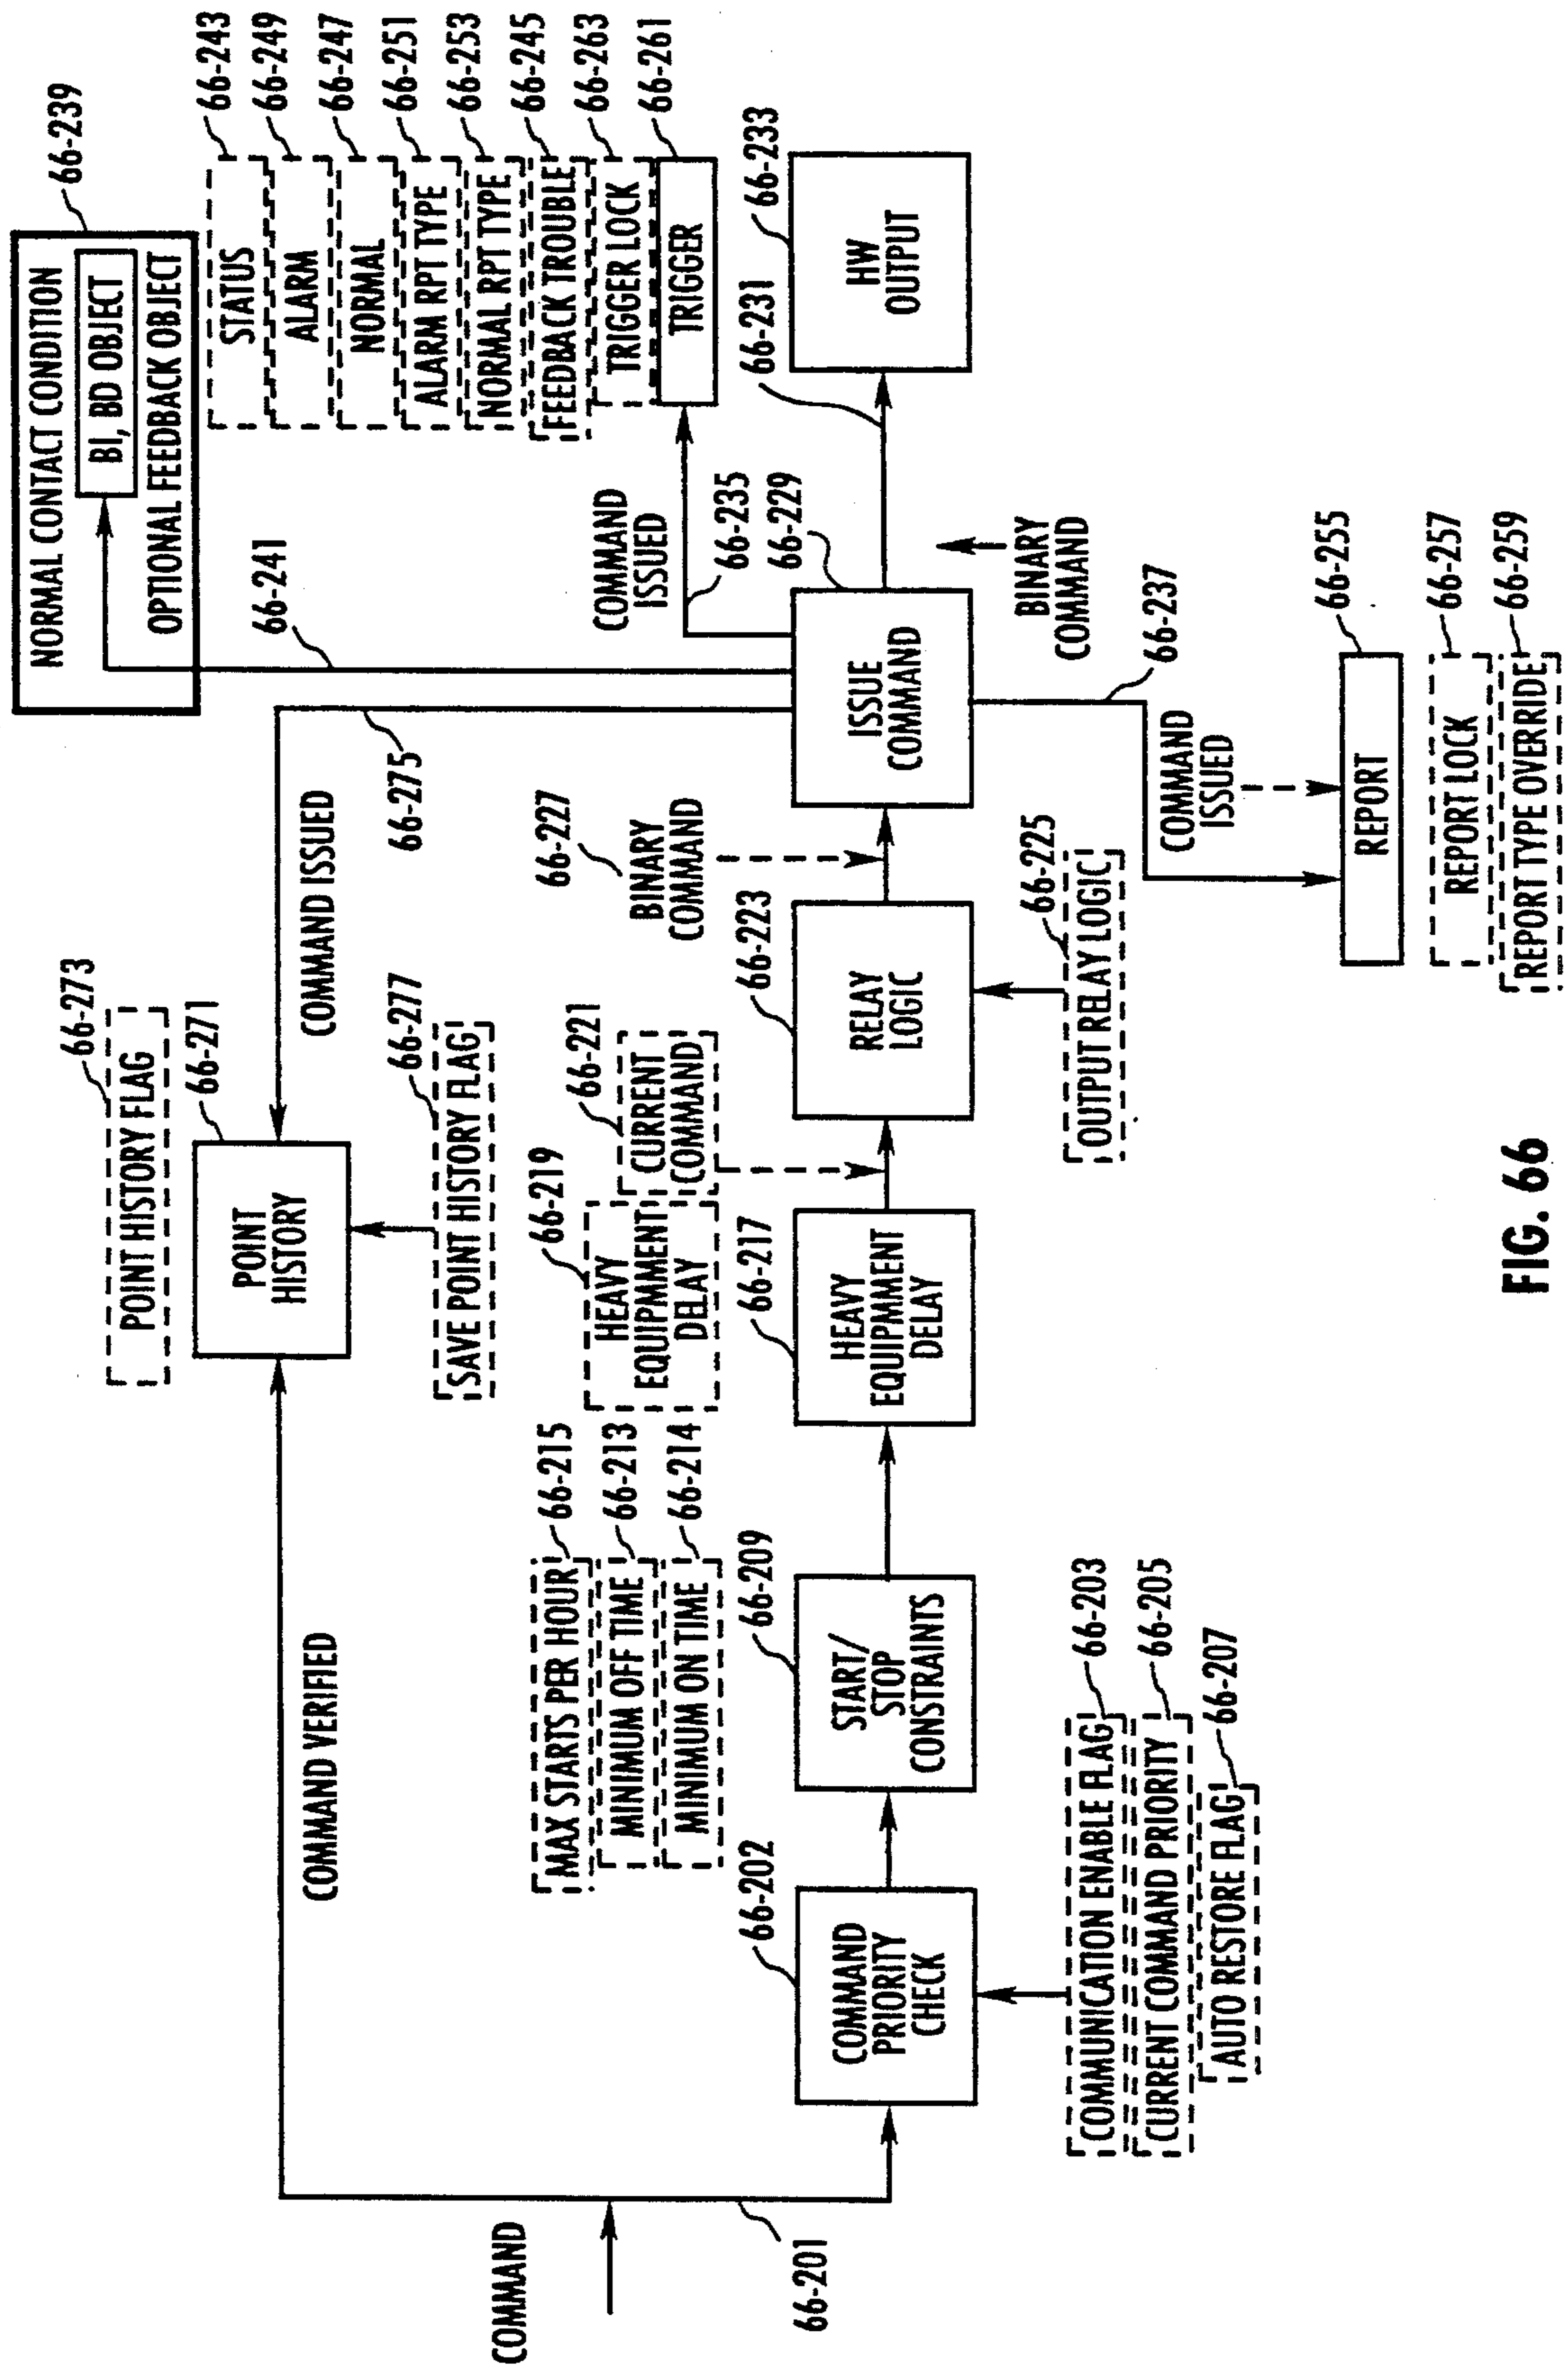 NORMAL CONTACT CONDITION
BI, BD OBJECT
OPTIONAL FEEDBACK OBJECT
66-239
66-241
STATUS
66-243
ALARM
66-249
NORMAL
66-247
ALARM RPT TYPE
66-251
NORMAL RPT TYPE
66-253
FEEDBACK TROUBLE
66-245
TRIGGER LOCK
66-263
TRIGGER
66-261
COMMAND
ISSUED
66-235
66-229
66-231
HW
OUTPUT
66-233
66-273
POINT HISTORY FLAG
66-271
POINT
HISTORY
COMMAND ISSUED
66-275
66-277
SAVE POINT HISTORY FLAG
COMMAND VERIFIED
COMMAND
66-201
66-202
COMMAND
PRIORITY
CHECK
COMMUNICATION ENABLE FLAG
66-203
CURRENT COMMAND PRIORITY
66-205
AUTO RESTORE FLAG
66-207
MAX STARTS PER HOUR
66-215
MINIMUM OFF TIME
66-213
MINIMUM ON TIME
66-214
66-209
START/
STOP
CONSTRAINTS
66-219
HEAVY
EQUIPMMENT
DELAY
66-217
HEAVY
EQUIPMMENT
DELAY
66-221
CURRENT
COMMAND
66-223
RELAY
LOGIC
66-225
OUTPUT RELAY LOGIC
66-227
BINARY
COMMAND
ISSUE
COMMAND
BINARY
COMMAND
66-237
COMMAND
ISSUED
REPORT
66-255
REPORT LOCK
66-257
REPORT TYPE OVERRIDE
66-259
FIG. 66